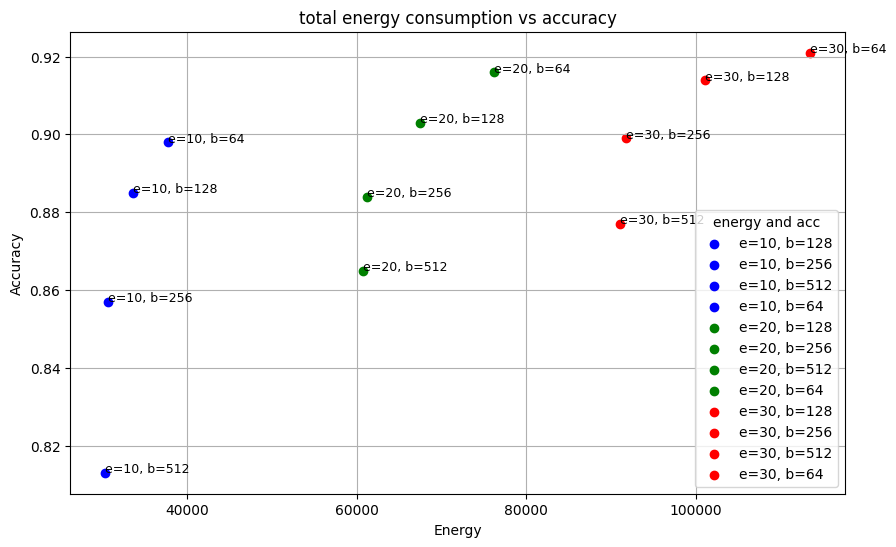 total energy consumption vs accuracy
e=30, b=64
0.92
e=20, b=64
e=30, b=128
e=20, b=128
0.90
e=10, b=64
e=30, b=256
e=10, b=128
e=20, b=256
0.88
e=30, b=512
Accuracy
e=20, b=512
0.86
e=10, b=256
0.84
0.82
e=10, b=512
energy and acc
e=10, b=128
e=10, b=256
e=10, b=512
e=10, b=64
e=20, b=128
e=20, b=256
e=20, b=512
e=20, b=64
e=30, b=128
e=30, b=256
e=30, b=512
e=30, b=64
40000 60000 80000 100000
Energy